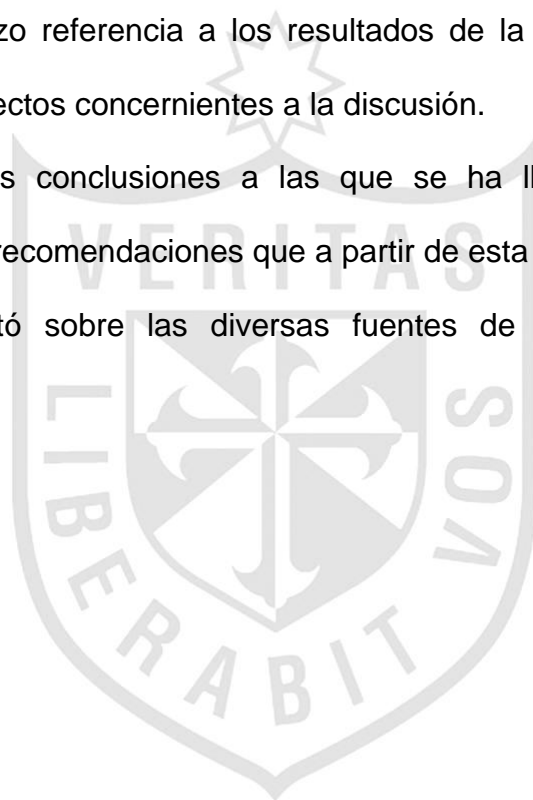 zo referencia a los resultados de la
ectos concernientes a la discusión.
s conclusiones a las que se ha ll
recomendaciones que a partir de esta
tó sobre las diversas fuentes de
VERITAS
LIBERABIT VOS